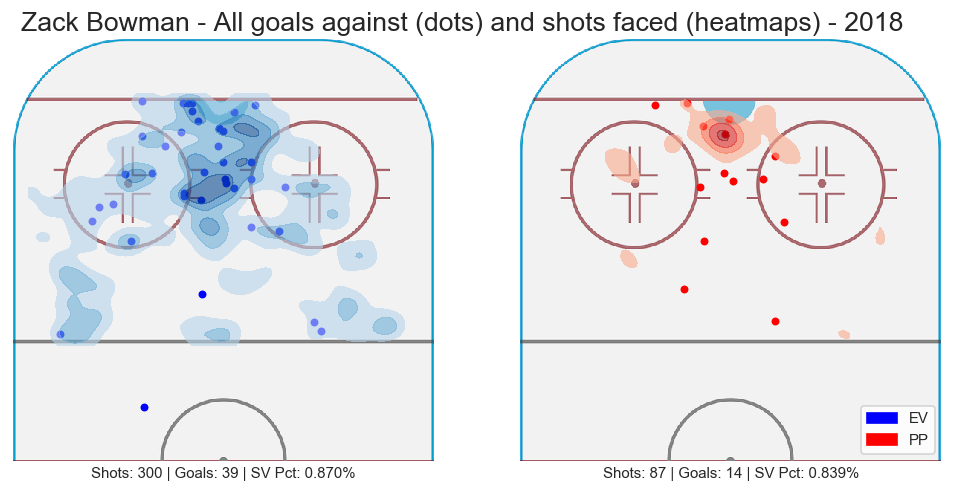 Zack Bowman - All goals against (dots) and shots faced (heatmaps) - 2018
EV
PP
Shots: 300 | Goals: 39 | SV Pct: 0.870%
Shots: 87 | Goals: 14 | SV Pct: 0.839%